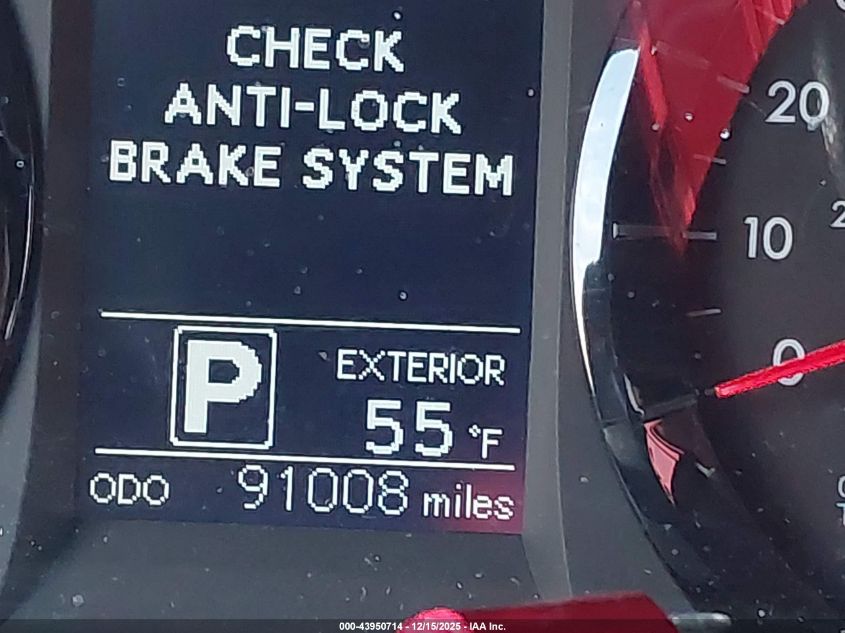 CHECK
ANTI-LOCK
BRAKE SYSTEM
20
10
0
P
EXTERIOR
55 °F
ODO 91008 miles
000-43950714 - 12/15/2025 - IAA Inc.